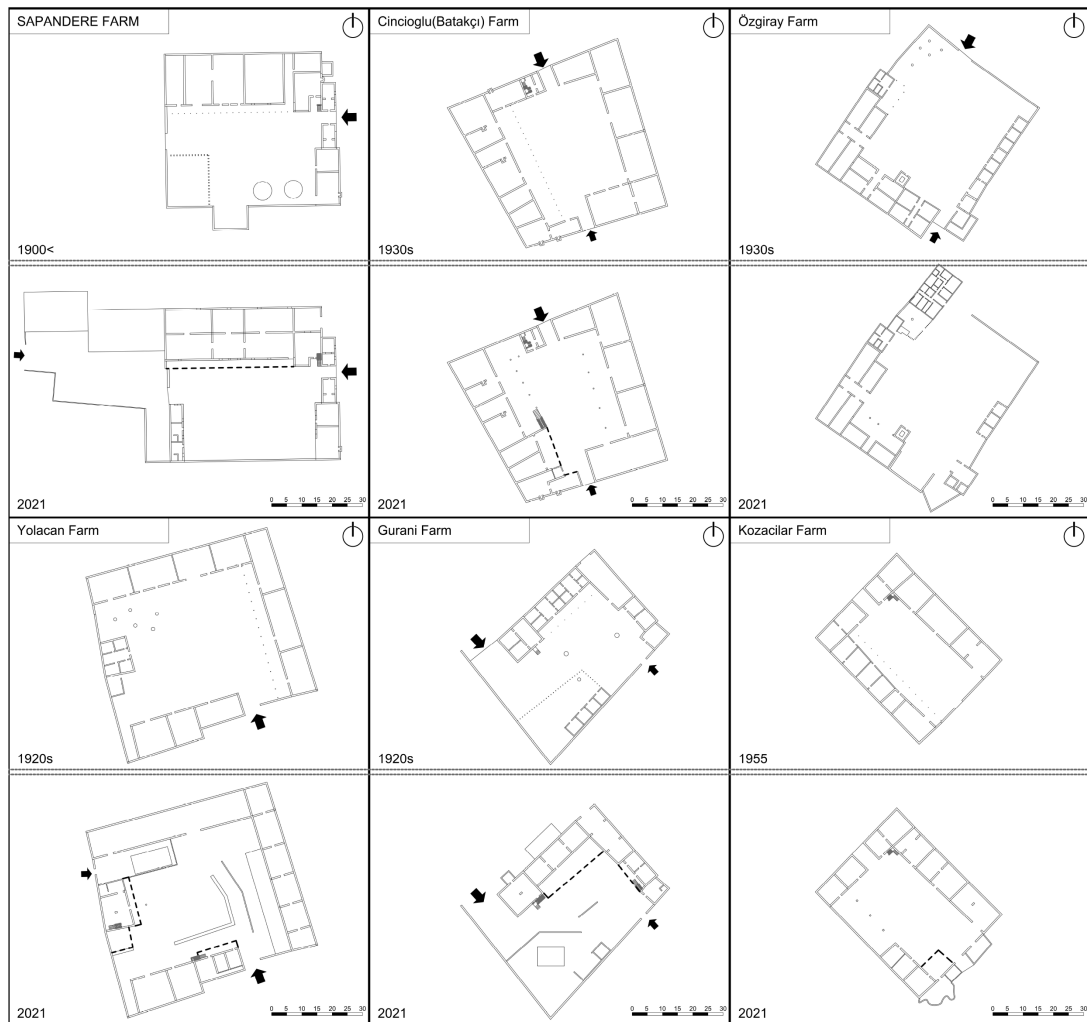 SAPANDERE FARM
Cincioglu(Batakçı) Farm
Özgiray Farm
1900<
1930s
1930s
2021
0 5 10 15 20 25 30
2021
0 5 10 15 20 25 30
2021
0 5 10 15 20 25 30
Yolacan Farm
Gurani Farm
Kozacilar Farm
1920s
1920s
1955
2021
0 5 10 15 20 25 30
2021
0 5 10 15 20 25 30
2021
0 5 10 15 20 25 30